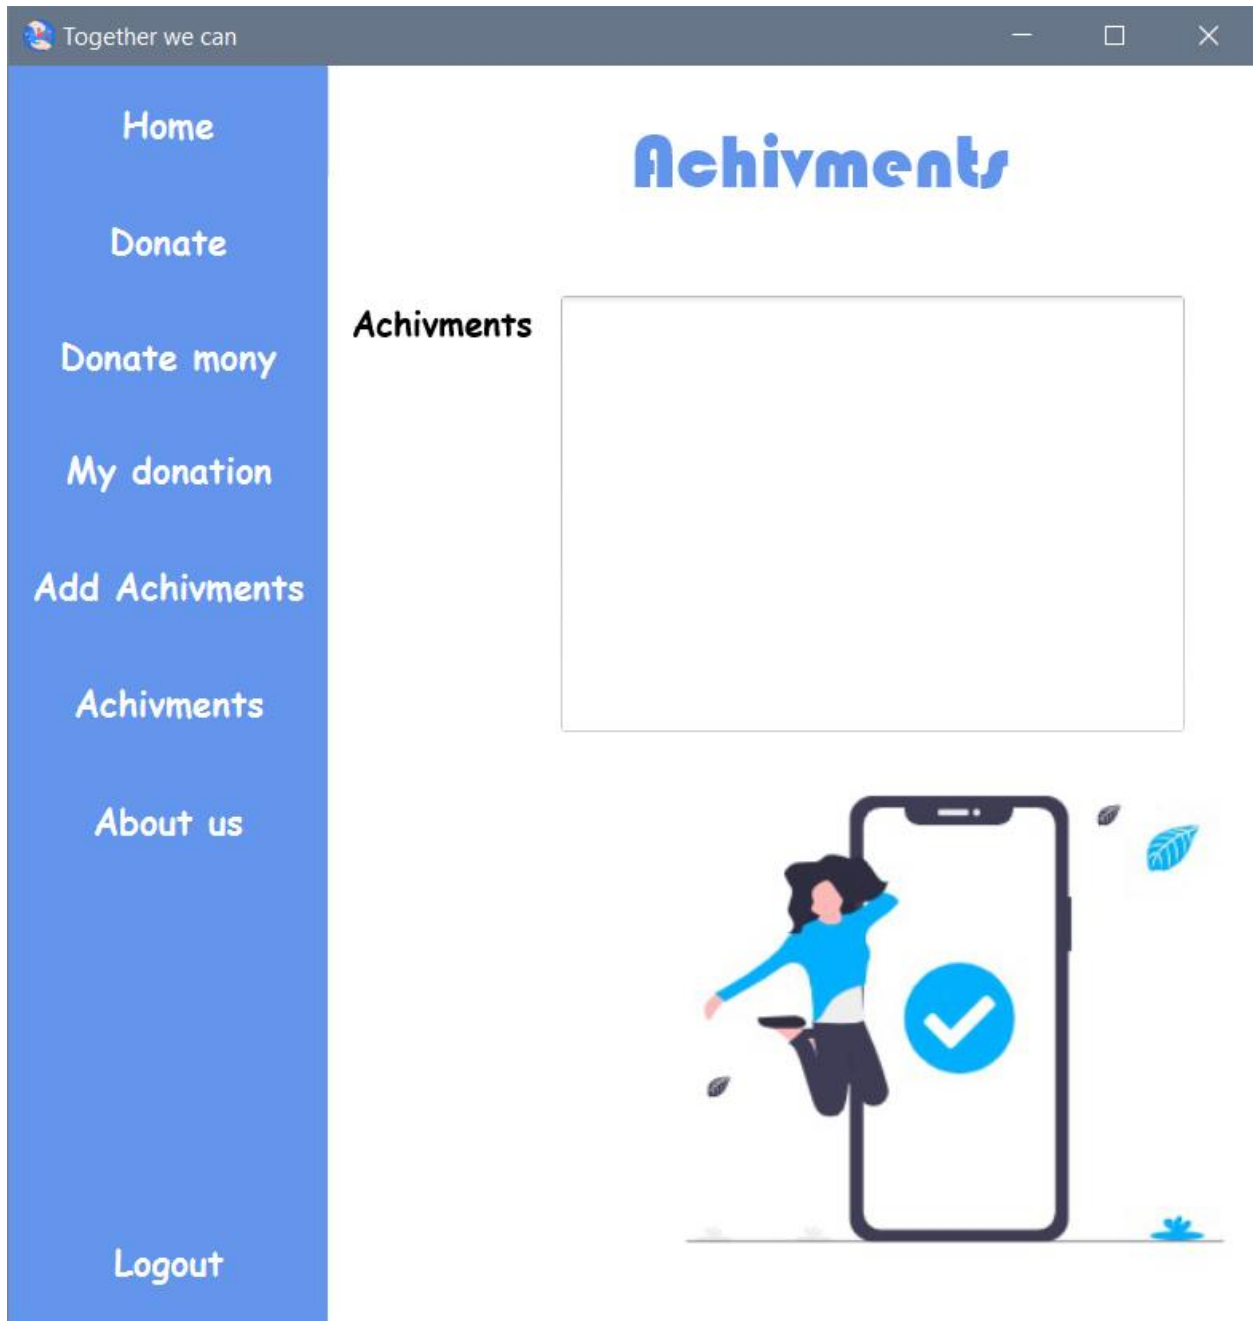 Together we can
Home
Donate
Donate mony
My donation
Add Achivments
Achivments
About us
Logout
Achivments
Achivments